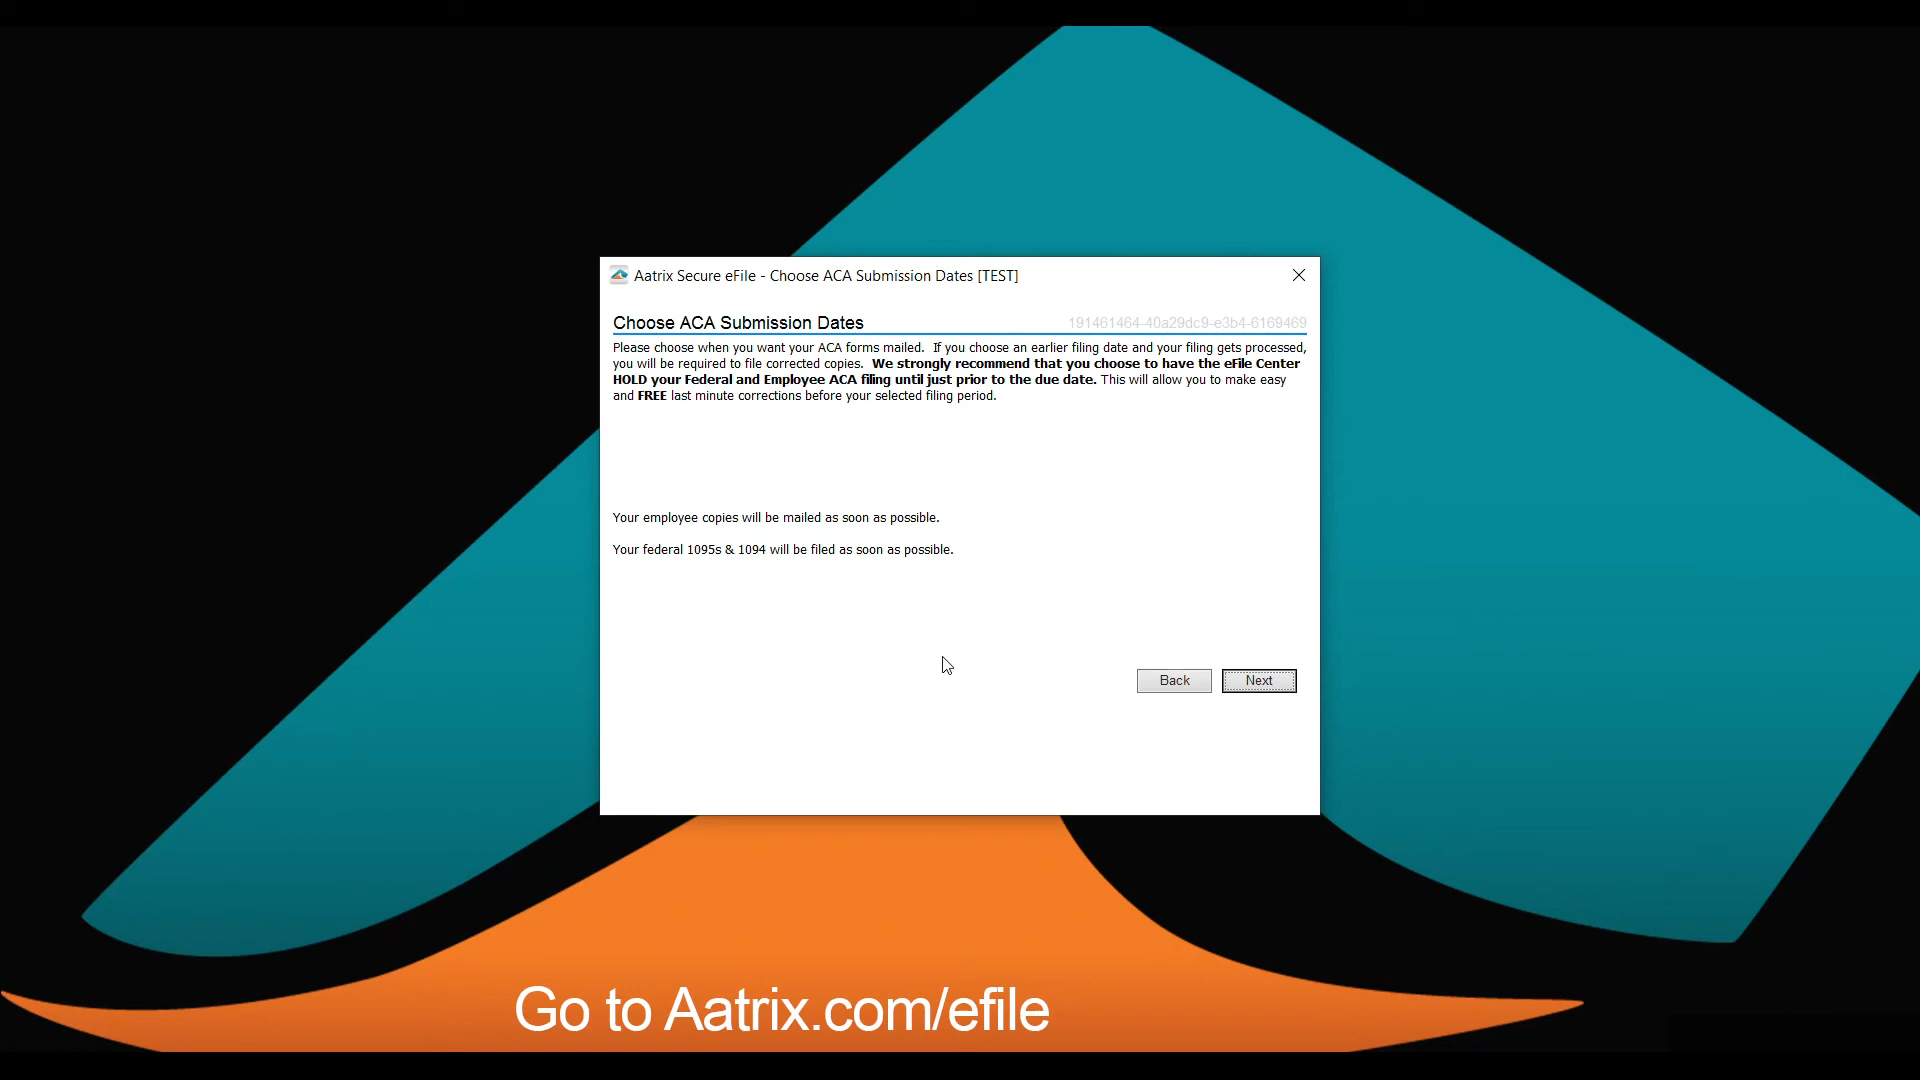 Aatrix Secure eFile - Choose ACA Submission Dates [TEST]
Choose ACA Submission Dates
191461464-40a29dc9-e3b4-6169469
Please choose when you want your ACA forms mailed.  If you choose an earlier filing date and your filing gets processed,
you will be required to file corrected copies.  We strongly recommend that you choose to have the eFile Center
HOLD your Federal and Employee ACA filing until just prior to the due date. This will allow you to make easy
and FREE last minute corrections before your selected filing period.
Your employee copies will be mailed as soon as possible.
Your federal 1095s & 1094 will be filed as soon as possible.
Back
Next
Go to Aatrix.com/efile